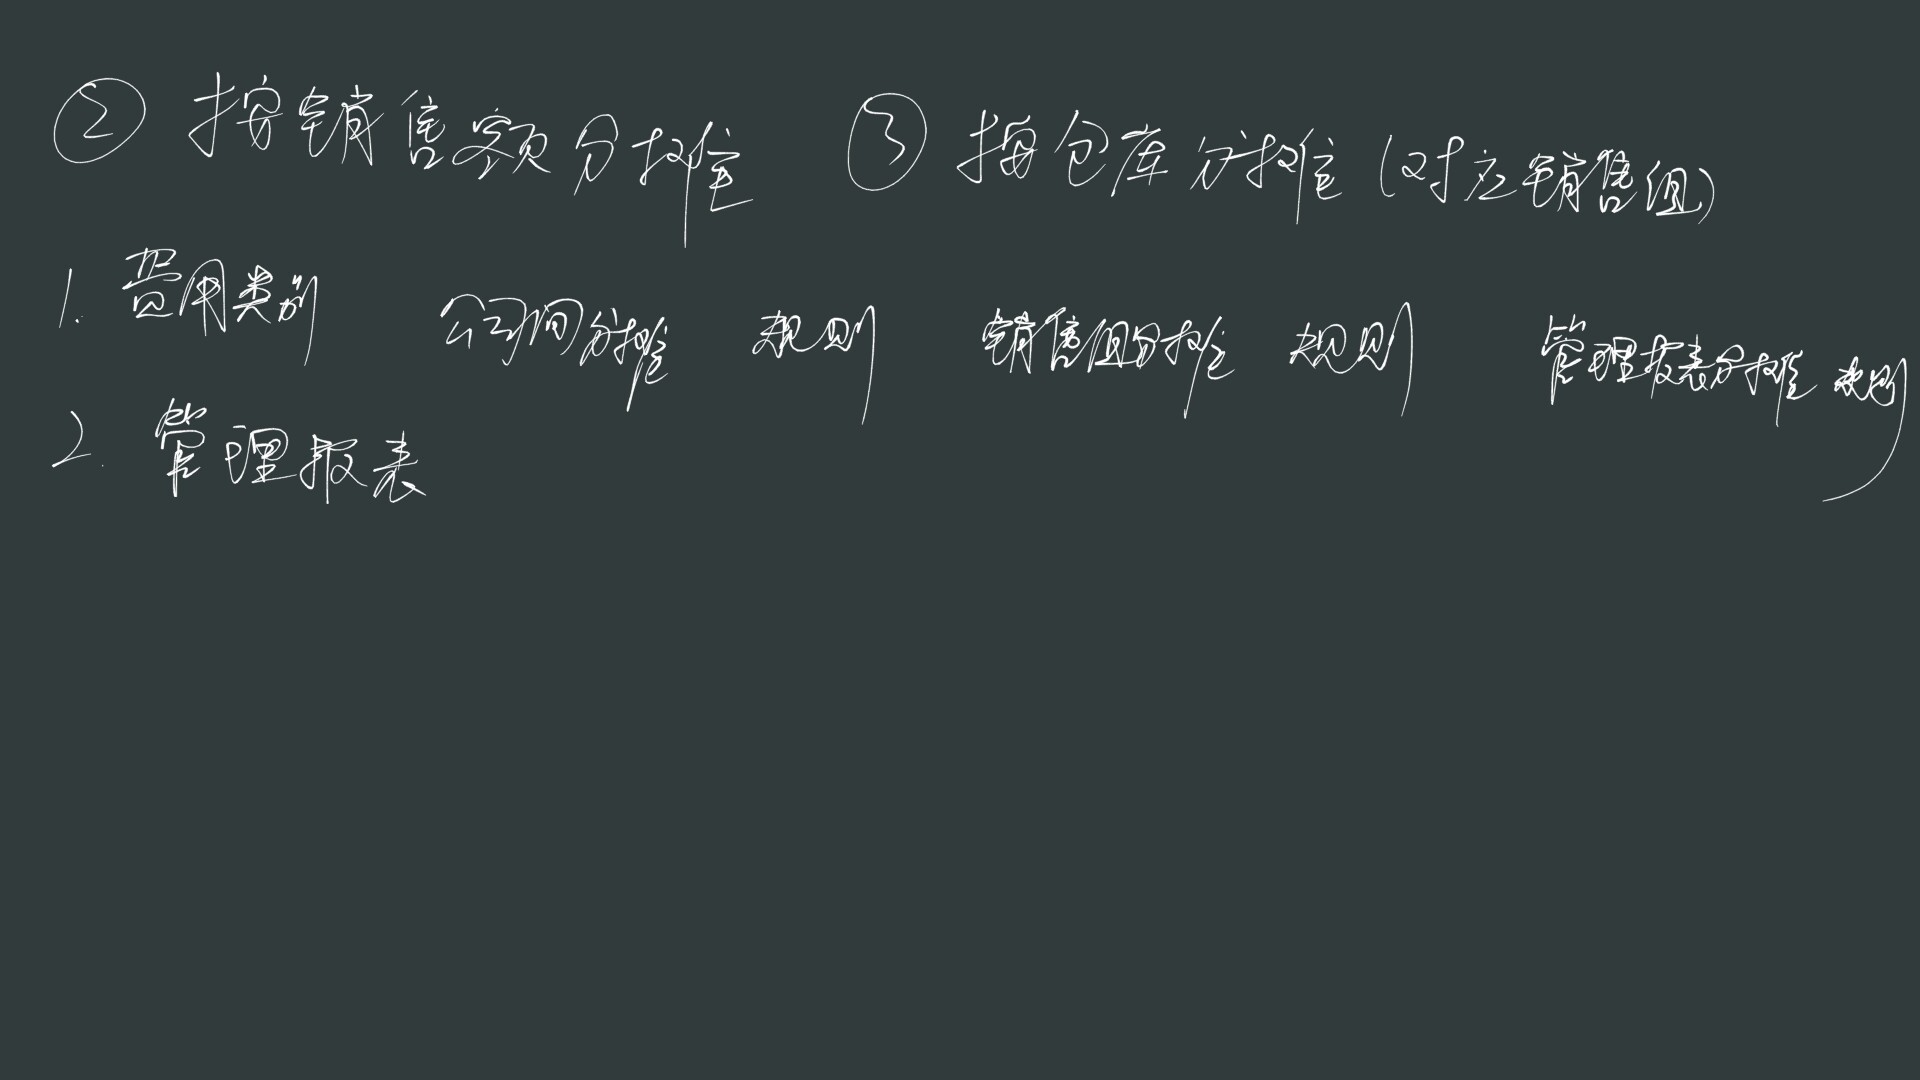 ② 按销售额分摊 ③ 按仓库分摊(对应销售组)
1. 费用类别 公司间分摊 规则 销售组分摊 规则 管理报表分摊 规则
2. 管理报表